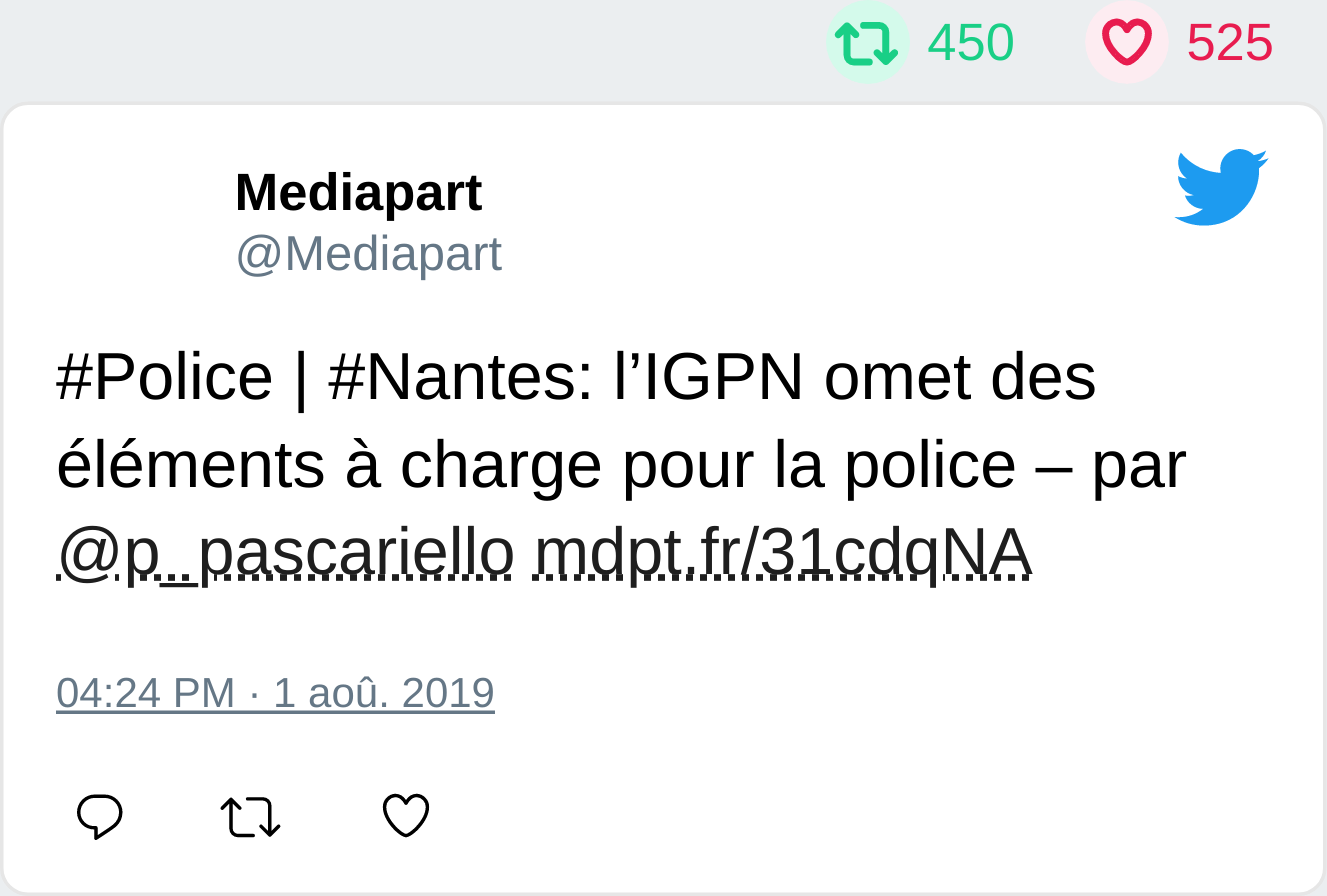 450 525
Mediapart
@Mediapart
#Police | #Nantes: l’IGPN omet des
éléments à charge pour la police – par
@p_pascariello mdpt.fr/31cdqNA
04:24 PM · 1 aoû. 2019